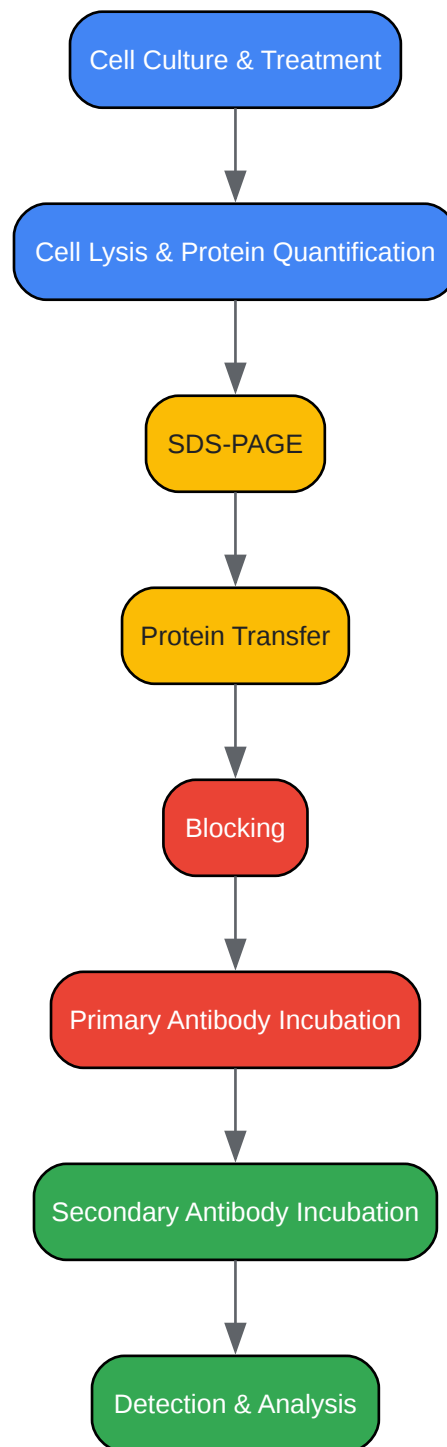 Cell Culture & Treatment
Cell Lysis & Protein Quantification
SDS-PAGE
Protein Transfer
Blocking
Primary Antibody Incubation
Secondary Antibody Incubation
Detection & Analysis